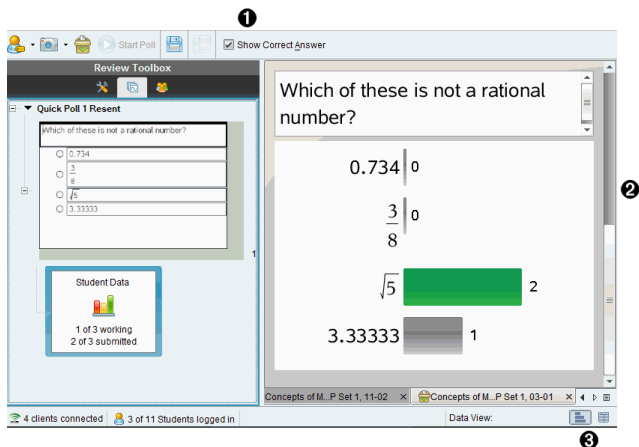 ❶
Start Poll Show Correct Answer
Review Toolbox
Quick Poll 1 Resent
Which of these is not a rational number?
0.734
3
8
√5
3.33333
1
Student Data
1 of 3 working
2 of 3 submitted
Which of these is not a rational
number?
0.734 0
3 0
8
√5 2
3.33333 1
❷
Concepts of M...P Set 1, 11-02 Concepts of M...P Set 1, 03-01
4 clients connected 3 of 11 Students logged in Data View:
❸